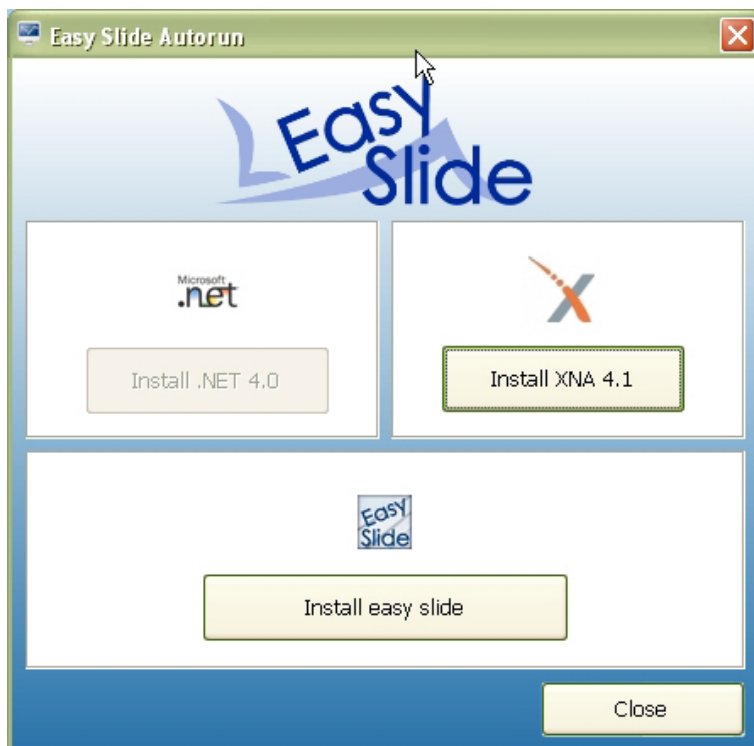 Easy Slide Autorun
Easy
Slide
Microsoft
.net
Install .NET 4.0
Install XNA 4.1
Easy
Slide
Install easy slide
Close